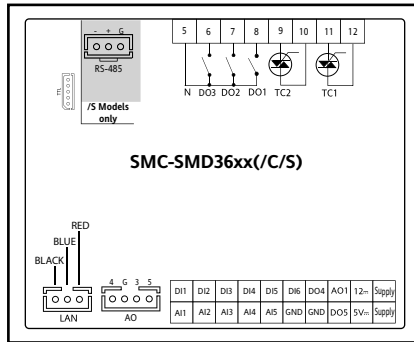 - + G
RS-485
/S Models
only
5 6 7 8 9 10 11 12
N DO3 DO2 DO1 TC2 TC1
SMC-SMD36xx(/C/S)
RED
BLUE
BLACK
LAN
4 G 3 5
AO
DI1 DI2 DI3 DI4 DI5 DI6 DO4 AO1 12⎓ Supply
AI1 AI2 AI3 AI4 AI5 GND GND DO5 5V⎓ Supply